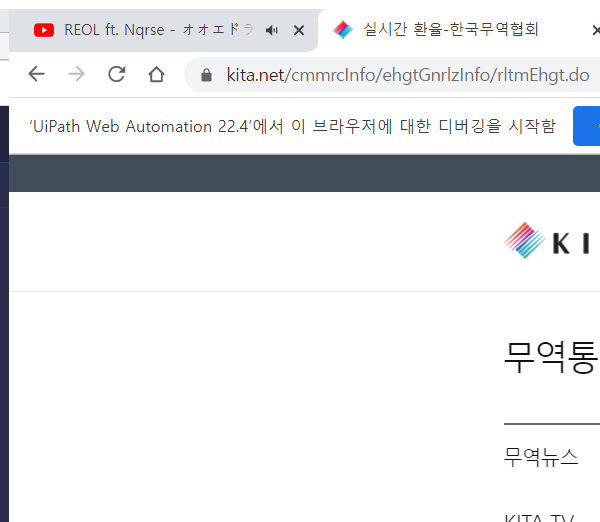 REOL ft. Nqrse - オオエドラ
실시간 환율-한국무역협회
kita.net/cmmrcInfo/ehgtGnrlzInfo/rltmEhgt.do
'UiPath Web Automation 22.4'에서 이 브라우저에 대한 디버깅을 시작함
KI
무역통
무역뉴스
KITA TV